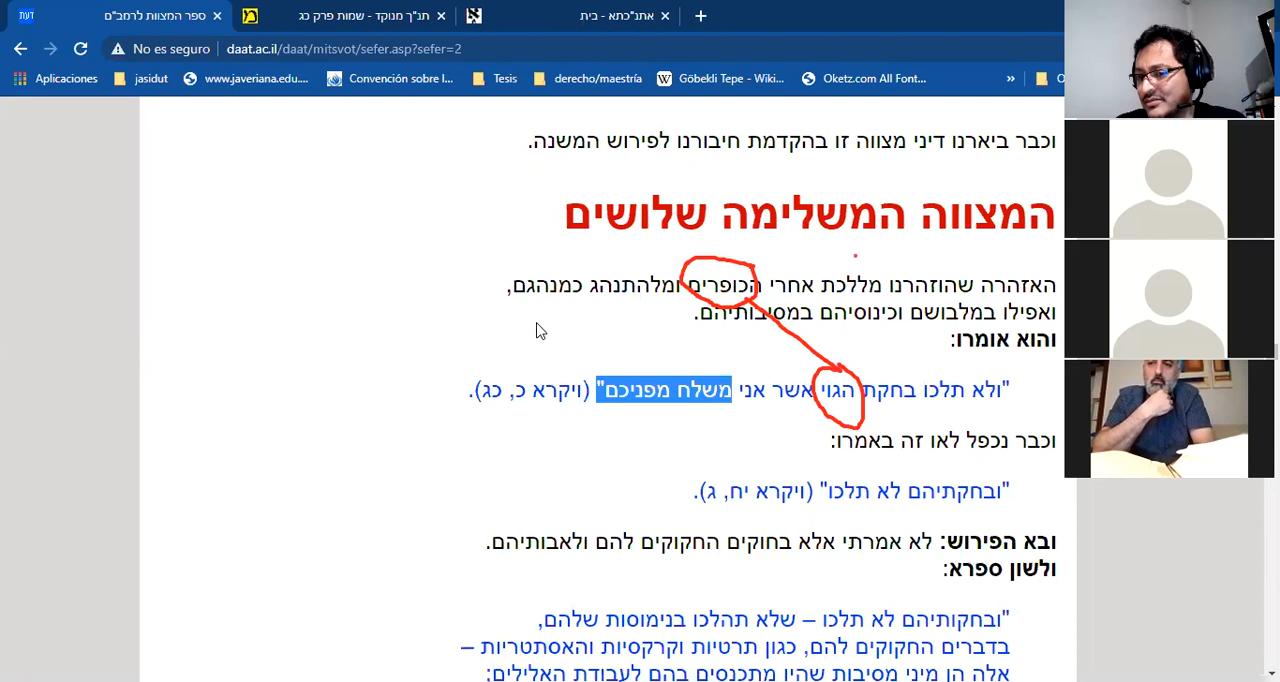 ספר המצוות לרמב"ם
תנ"ך מנוקד - שמות פרק כג
אתנ"כתא - בית
No es seguro
daat.ac.il/daat/mitsvot/sefer.asp?sefer=2
Aplicaciones
jasidut
www.javeriana.edu....
Convención sobre l...
Tesis
derecho/maestría
Göbekli Tepe - Wiki...
Oketz.com All Font...
»
O
וכבר ביארנו דיני מצווה זו בהקדמת חיבורנו לפירוש המשנה.
המצווה המשלימה שלושים
האזהרה שהוזהרנו מללכת אחרי הכופרים ומלהתנהג כמנהגם,
ואפילו במלבושם וכינוסיהם במסיבותיהם.
והוא אומרו:
"ולא תלכו בחקת הגוי אשר אני משלח מפניכם" (ויקרא כ, כג).
וכבר נכפל לאו זה באמרו:
"ובחקתיהם לא תלכו" (ויקרא יח, ג).
ובא הפירוש: לא אמרתי אלא בחוקים החקוקים להם ולאבותיהם.
ולשון ספרא:
"ובחקותיהם לא תלכו – שלא תהלכו בנימוסות שלהם,
בדברים החקוקים להם, כגון תרטיות וקרקסיות והאסתטריות –
אלה הן מיני מסיבות שהיו מתכנסים בהם לעבודת האלילים;